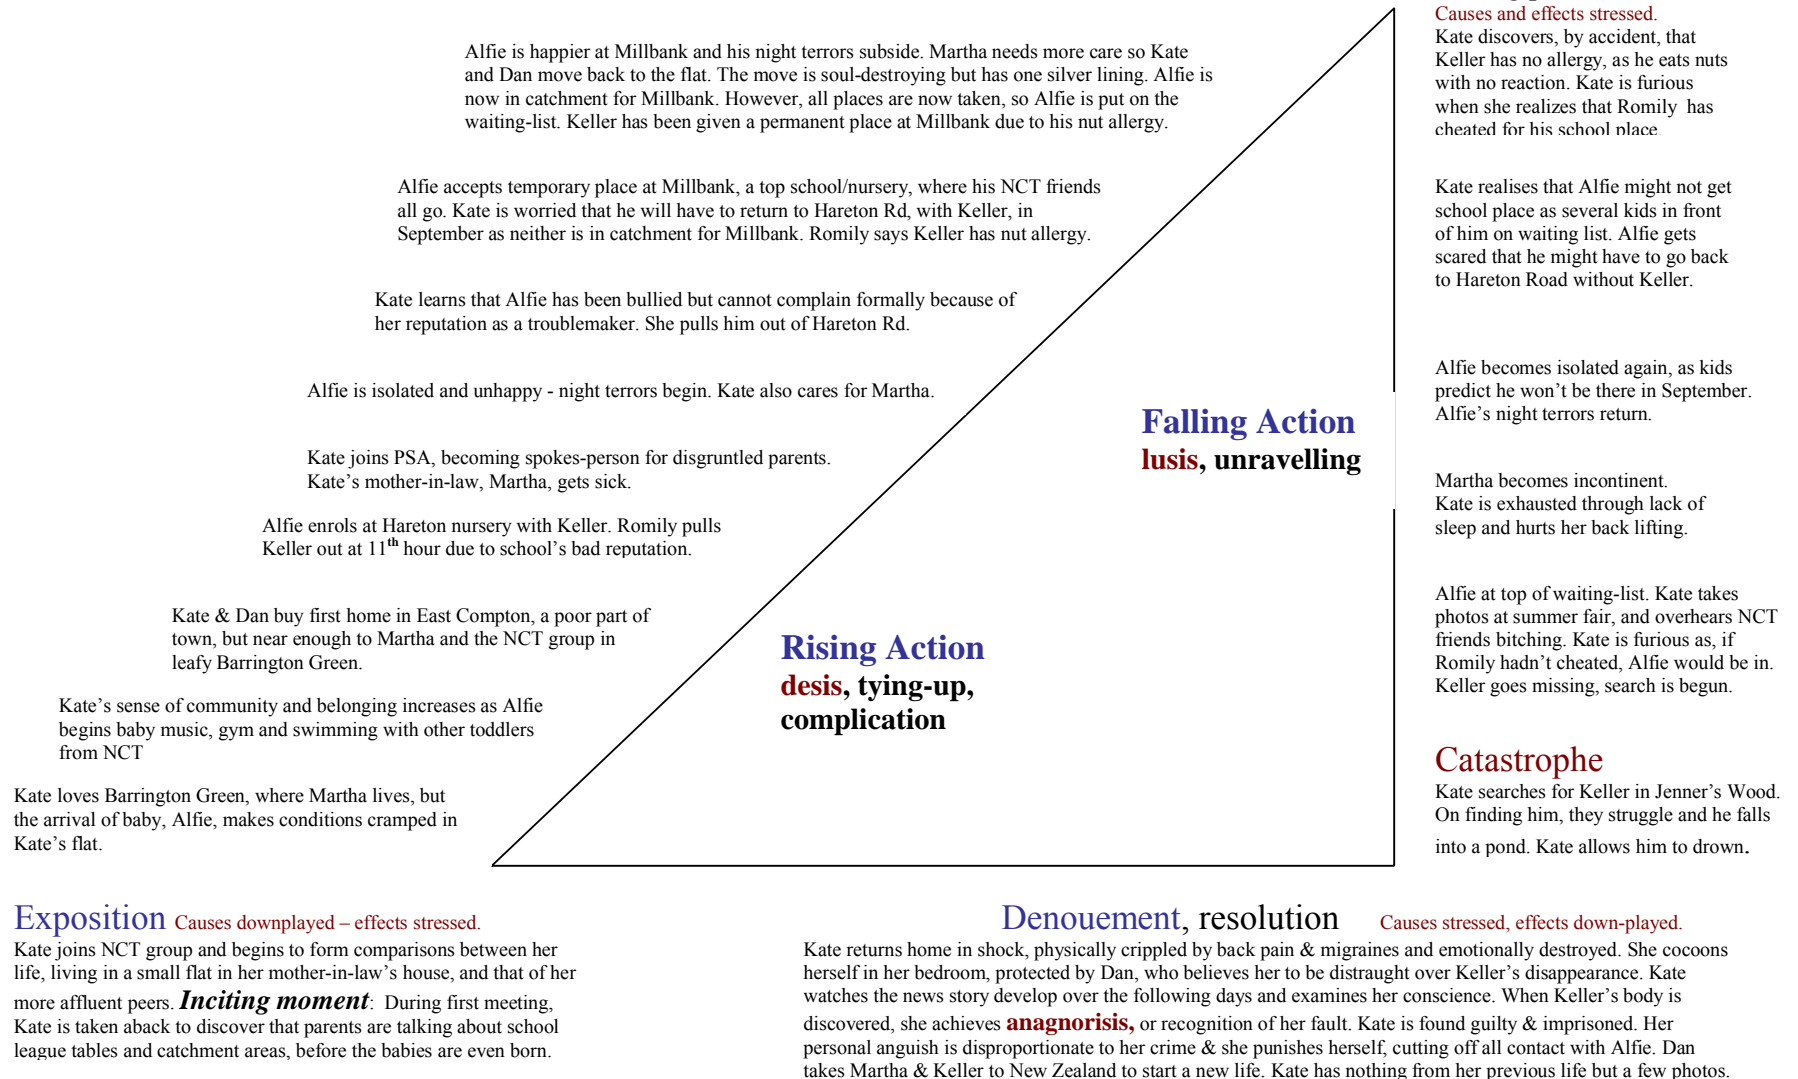 Causes and effects stressed.
Kate discovers, by accident, that
Keller has no allergy, as he eats nuts
with no reaction. Kate is furious
when she realizes that Romily has
cheated for his school place
Alfie is happier at Millbank and his night terrors subside. Martha needs more care so Kate
and Dan move back to the flat. The move is soul-destroying but has one silver lining. Alfie is
now in catchment for Millbank. However, all places are now taken, so Alfie is put on the
waiting-list. Keller has been given a permanent place at Millbank due to his nut allergy.
Alfie accepts temporary place at Millbank, a top school/nursery, where his NCT friends
all go. Kate is worried that he will have to return to Hareton Rd, with Keller, in
September as neither is in catchment for Millbank. Romily says Keller has nut allergy.
Kate realises that Alfie might not get
school place as several kids in front
of him on waiting list. Alfie gets
scared that he might have to go back
to Hareton Road without Keller.
Kate learns that Alfie has been bullied but cannot complain formally because of
her reputation as a troublemaker. She pulls him out of Hareton Rd.
Alfie is isolated and unhappy - night terrors begin. Kate also cares for Martha.
Alfie becomes isolated again, as kids
predict he won't be there in September.
Alfie's night terrors return.
Falling Action
lusis, unravelling
Kate joins PSA, becoming spokes-person for disgruntled parents.
Kate's mother-in-law, Martha, gets sick.
Martha becomes incontinent.
Kate is exhausted through lack of
sleep and hurts her back lifting.
Alfie enrols at Hareton nursery with Keller. Romily pulls
Keller out at 11th hour due to school's bad reputation.
Kate & Dan buy first home in East Compton, a poor part of
town, but near enough to Martha and the NCT group in
leafy Barrington Green.
Alfie at top of waiting-list. Kate takes
photos at summer fair, and overhears NCT
friends bitching. Kate is furious as, if
Romily hadn't cheated, Alfie would be in.
Keller goes missing, search is begun.
Rising Action
desis, tying-up,
complication
Kate's sense of community and belonging increases as Alfie
begins baby music, gym and swimming with other toddlers
from NCT
Kate loves Barrington Green, where Martha lives, but
the arrival of baby, Alfie, makes conditions cramped in
Kate's flat.
Catastrophe
Kate searches for Keller in Jenner's Wood.
On finding him, they struggle and he falls
into a pond. Kate allows him to drown.
Exposition Causes downplayed – effects stressed.
Kate joins NCT group and begins to form comparisons between her
life, living in a small flat in her mother-in-law's house, and that of her
more affluent peers. Inciting moment: During first meeting,
Kate is taken aback to discover that parents are talking about school
league tables and catchment areas, before the babies are even born.
Denouement, resolution Causes stressed, effects down-played.
Kate returns home in shock, physically crippled by back pain & migraines and emotionally destroyed. She cocoons
herself in her bedroom, protected by Dan, who believes her to be distraught over Keller's disappearance. Kate
watches the news story develop over the following days and examines her conscience. When Keller's body is
discovered, she achieves anagnorisis, or recognition of her fault. Kate is found guilty & imprisoned. Her
personal anguish is disproportionate to her crime & she punishes herself, cutting off all contact with Alfie. Dan
takes Martha & Keller to New Zealand to start a new life. Kate has nothing from her previous life but a few photos.